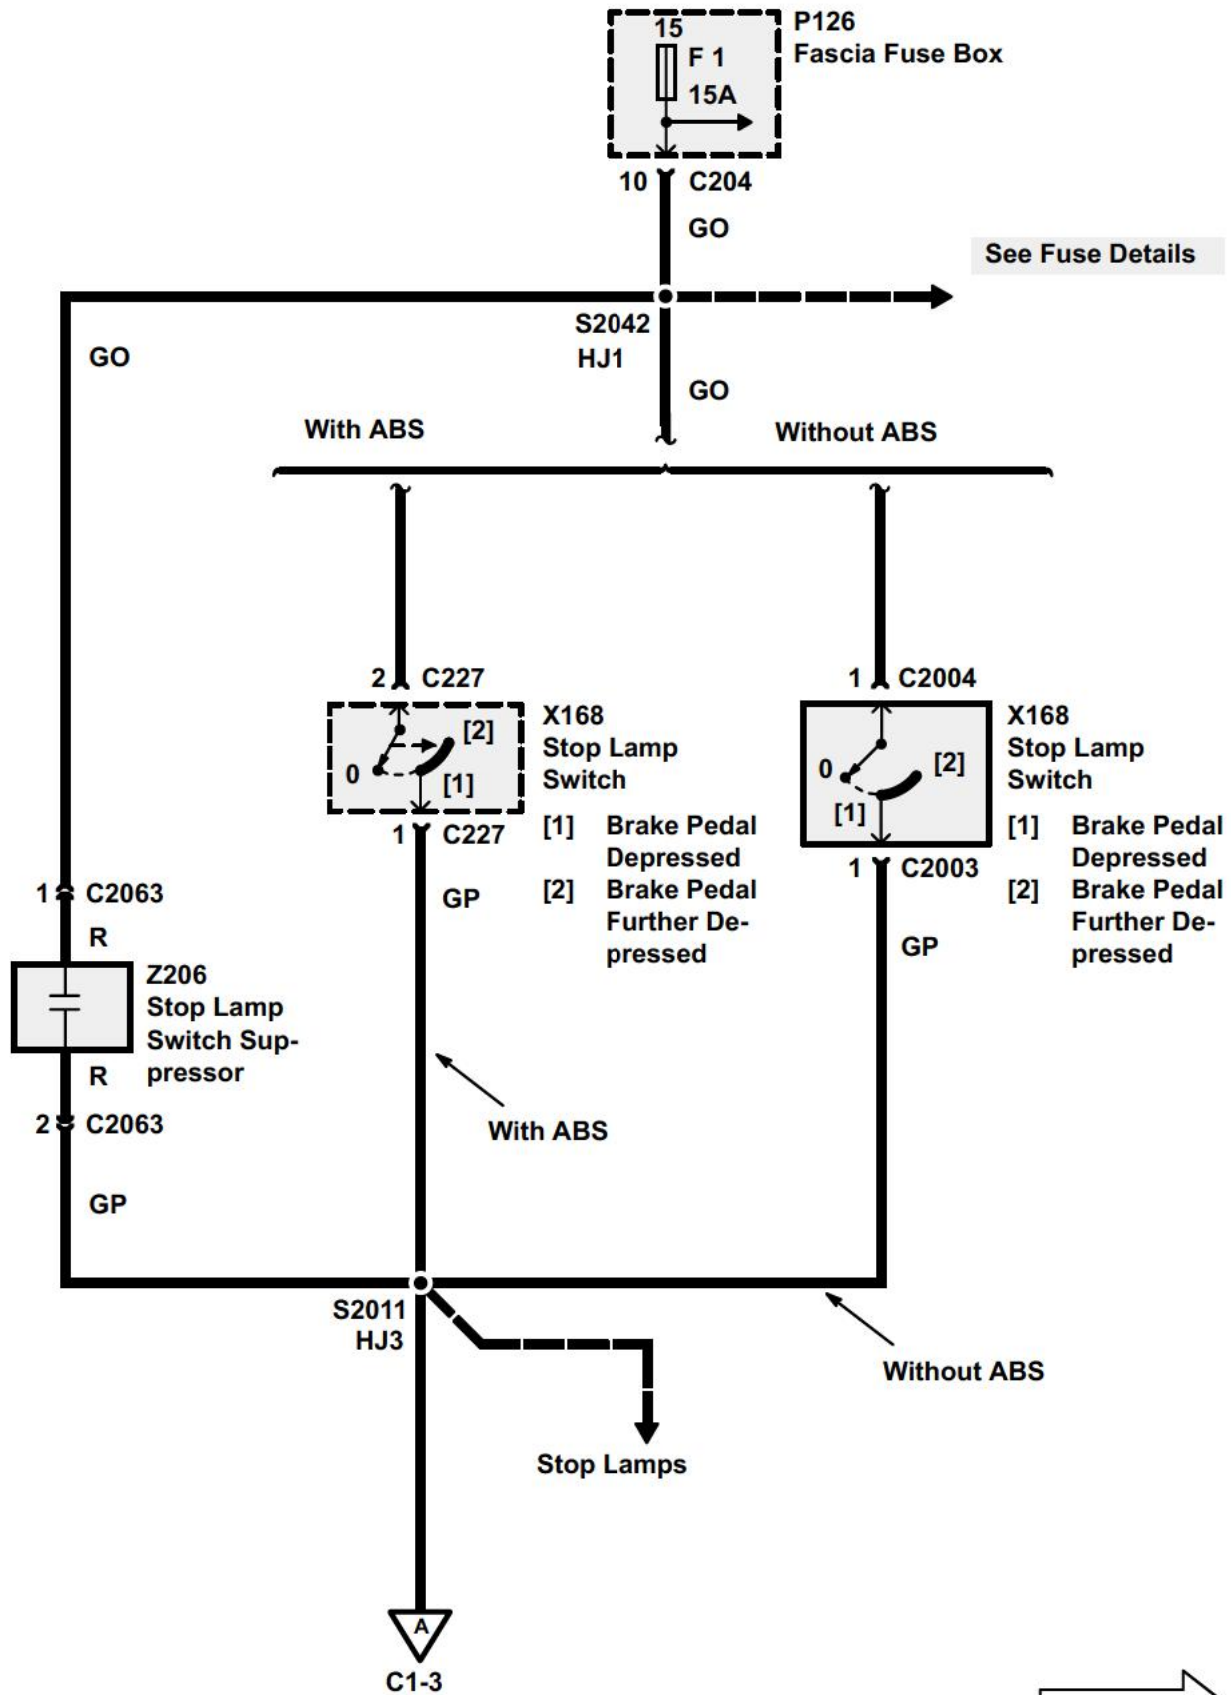 P126
Fascia Fuse Box
15
F 1
15A
10 C204
GO
See Fuse Details
S2042
HJ1
GO
GO
With ABS
Without ABS
2 C227
[2]
0
[1]
X168
Stop Lamp
Switch
1 C227
[1] Brake Pedal
Depressed
[2] Brake Pedal
Further De-
pressed
GP
1 C2004
0
[2]
[1]
X168
Stop Lamp
Switch
1 C2003
[1] Brake Pedal
Depressed
[2] Brake Pedal
Further De-
pressed
GP
1 C2063
R
Z206
Stop Lamp
Switch Sup-
pressor
R
2 C2063
GP
With ABS
S2011
HJ3
Without ABS
Stop Lamps
A
C1-3